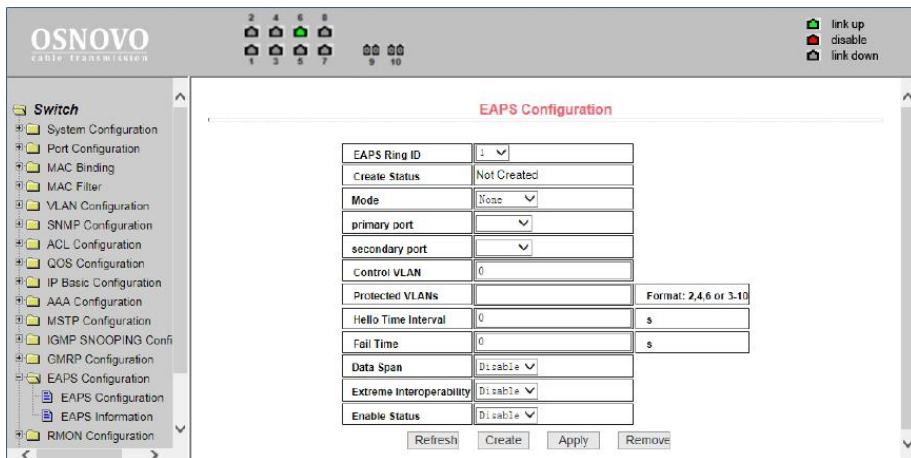 OSNOVO
cable transmission
2 4 6 8
1 3 5 7 9 10
link up
disable
link down
Switch
System Configuration
Port Configuration
MAC Binding
MAC Filter
VLAN Configuration
SNMP Configuration
ACL Configuration
QOS Configuration
IP Basic Configuration
AAA Configuration
MSTP Configuration
IGMP SNOOPING Confi
GMRP Configuration
EAPS Configuration
EAPS Configuration
EAPS Information
RMON Configuration
EAPS Configuration
EAPS Ring ID 1
Create Status Not Created
Mode None
primary port
secondary port
Control VLAN 0
Protected VLANs Format: 2,4,6 or 3-10
Hello Time Interval 0 s
Fail Time 0 s
Data Span Disable
Extreme Interoperability Disable
Enable Status Disable
Refresh Create Apply Remove